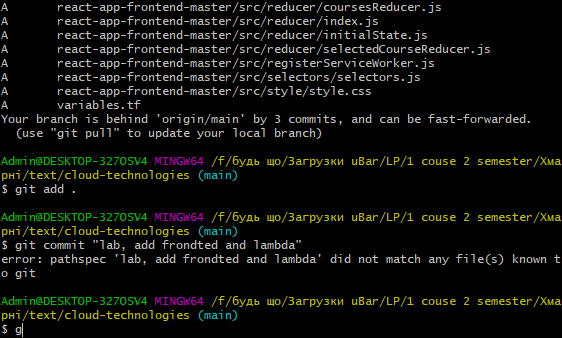 A       react-app-frontend-master/src/reducer/coursesReducer.js
A       react-app-frontend-master/src/reducer/index.js
A       react-app-frontend-master/src/reducer/initialState.js
A       react-app-frontend-master/src/reducer/selectedCourseReducer.js
A       react-app-frontend-master/src/registerServiceWorker.js
A       react-app-frontend-master/src/selectors/selectors.js
A       react-app-frontend-master/src/style/style.css
A       variables.tf
Your branch is behind 'origin/main' by 3 commits, and can be fast-forwarded.
  (use "git pull" to update your local branch)
Admin@DESKTOP-327OSV4 MINGW64 /f/будь що/Загрузки uBar/LP/1 couse 2 semester/Хма
рні/text/cloud-technologies (main)
$ git add .
Admin@DESKTOP-327OSV4 MINGW64 /f/будь що/Загрузки uBar/LP/1 couse 2 semester/Хма
рні/text/cloud-technologies (main)
$ git commit "lab, add frondted and lambda"
error: pathspec 'lab, add frondted and lambda' did not match any file(s) known t
o git
Admin@DESKTOP-327OSV4 MINGW64 /f/будь що/Загрузки uBar/LP/1 couse 2 semester/Хма
рні/text/cloud-technologies (main)
$ g